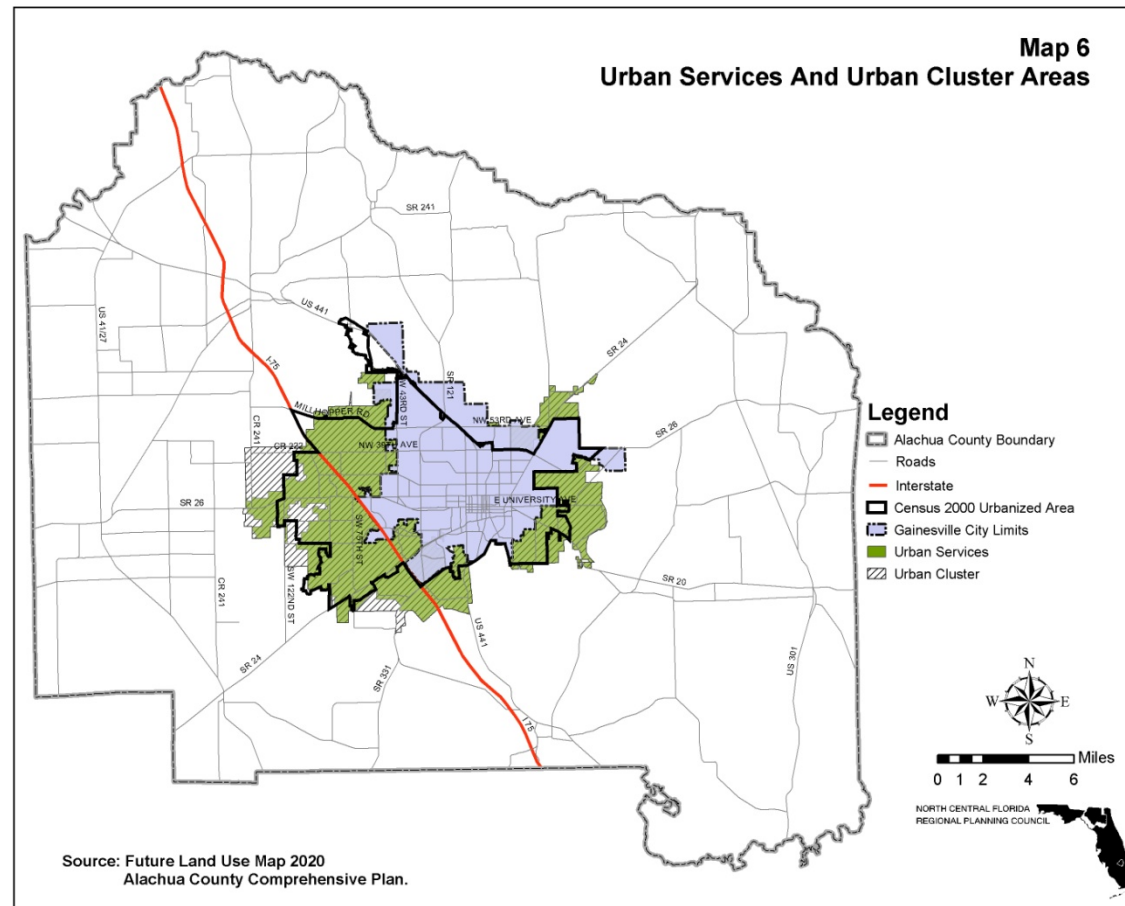 Map 6
Urban Services And Urban Cluster Areas
SR 241
US 441
US 41/27
I-75
SR 24
SR 121
W 43RD ST
MILLHOPPER RD
NW 53RD AVE
CR 241
CR 222
NW 39TH AVE
SR 26
SR 26
E UNIVERSITY AVE
SW 75TH ST
SR 20
CR 241
SW 122ND ST
US 441
SR 24
SR 331
US 301
I 75
Legend
Alachua County Boundary
Roads
Interstate
Census 2000 Urbanized Area
Gainesville City Limits
Urban Services
Urban Cluster
N
W E
S
Miles
0 1 2 4 6
NORTH CENTRAL FLORIDA
REGIONAL PLANNING COUNCIL
Source: Future Land Use Map 2020
Alachua County Comprehensive Plan.